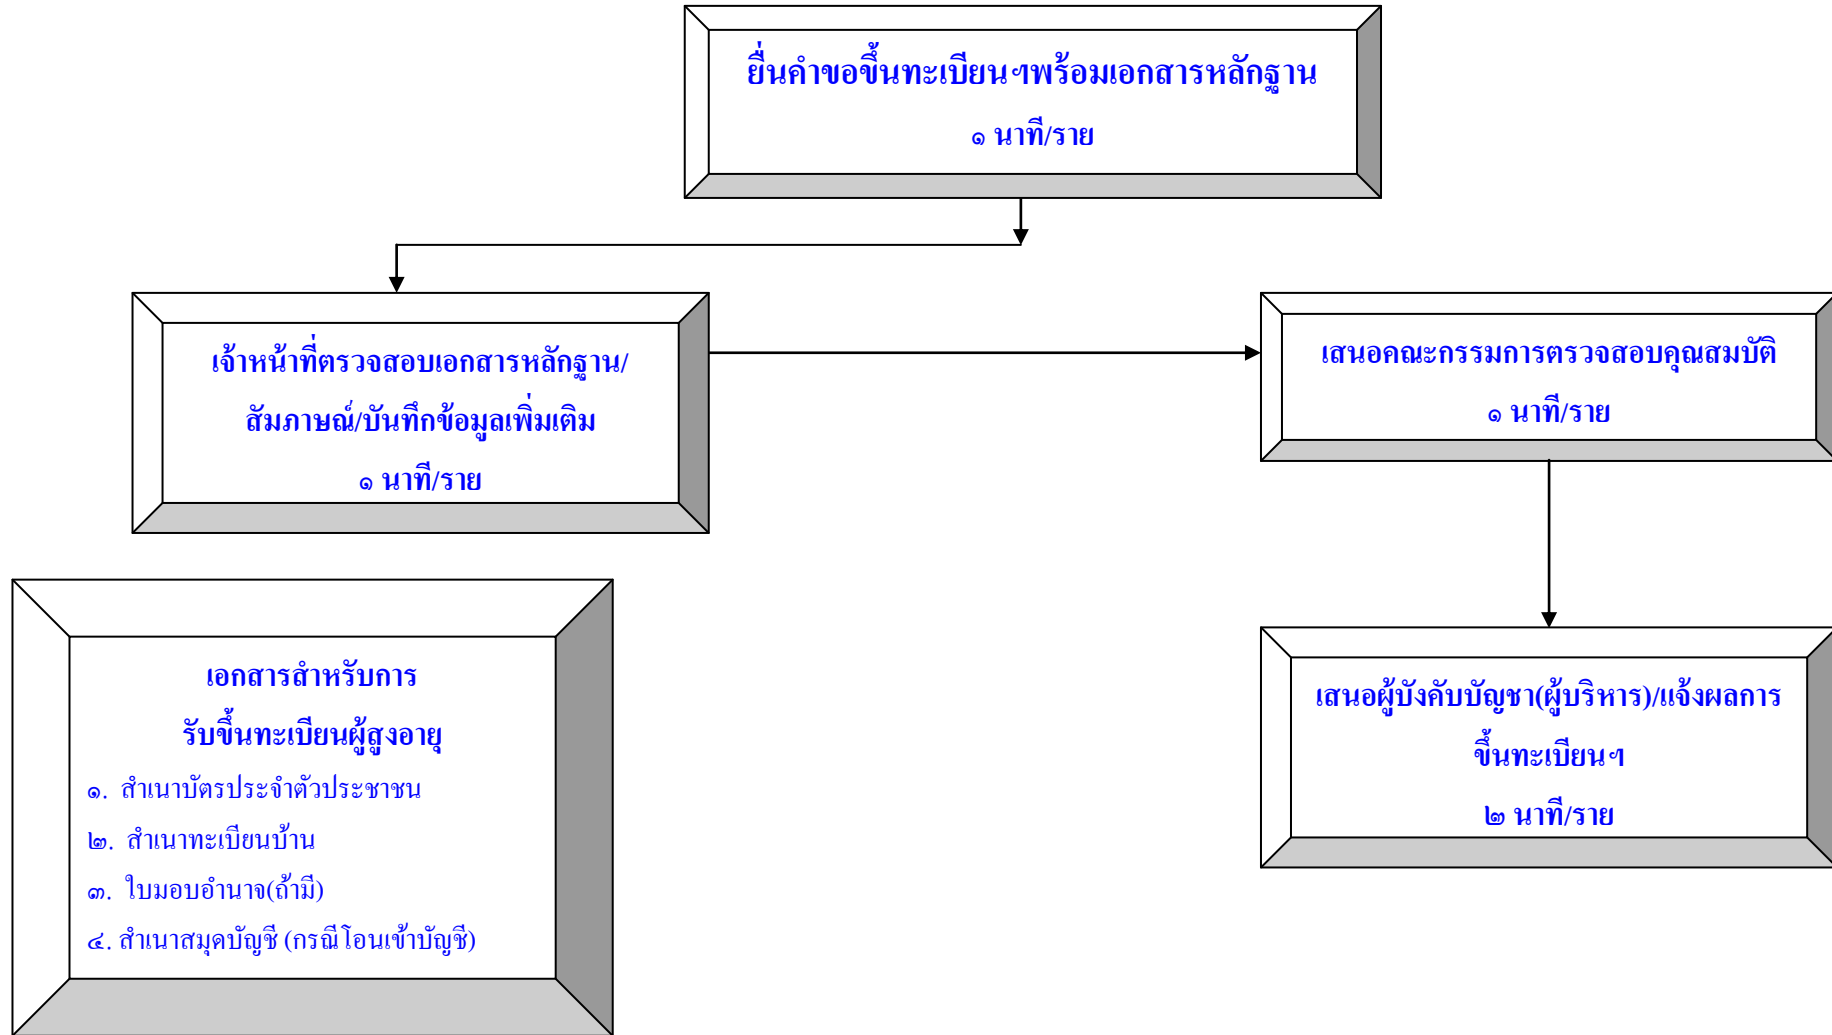 ยื่นคำขอขึ้นทะเบียนฯพร้อมเอกสารหลักฐาน
๑ นาที/ราย
เจ้าหน้าที่ตรวจสอบเอกสารหลักฐาน/
สัมภาษณ์/บันทึกข้อมูลเพิ่มเติม
๑ นาที/ราย
เสนอคณะกรรมการตรวจสอบคุณสมบัติ
๑ นาที/ราย
เสนอผู้บังคับบัญชา(ผู้บริหาร)/แจ้งผลการ
ขึ้นทะเบียนฯ
๒ นาที/ราย
เอกสารสำหรับการ
รับขึ้นทะเบียนผู้สูงอายุ
๑. สำเนาบัตรประจำตัวประชาชน
๒. สำเนาทะเบียนบ้าน
๓. ใบมอบอำนาจ(ถ้ามี)
๔. สำเนาสมุดบัญชี (กรณีโอนเข้าบัญชี)